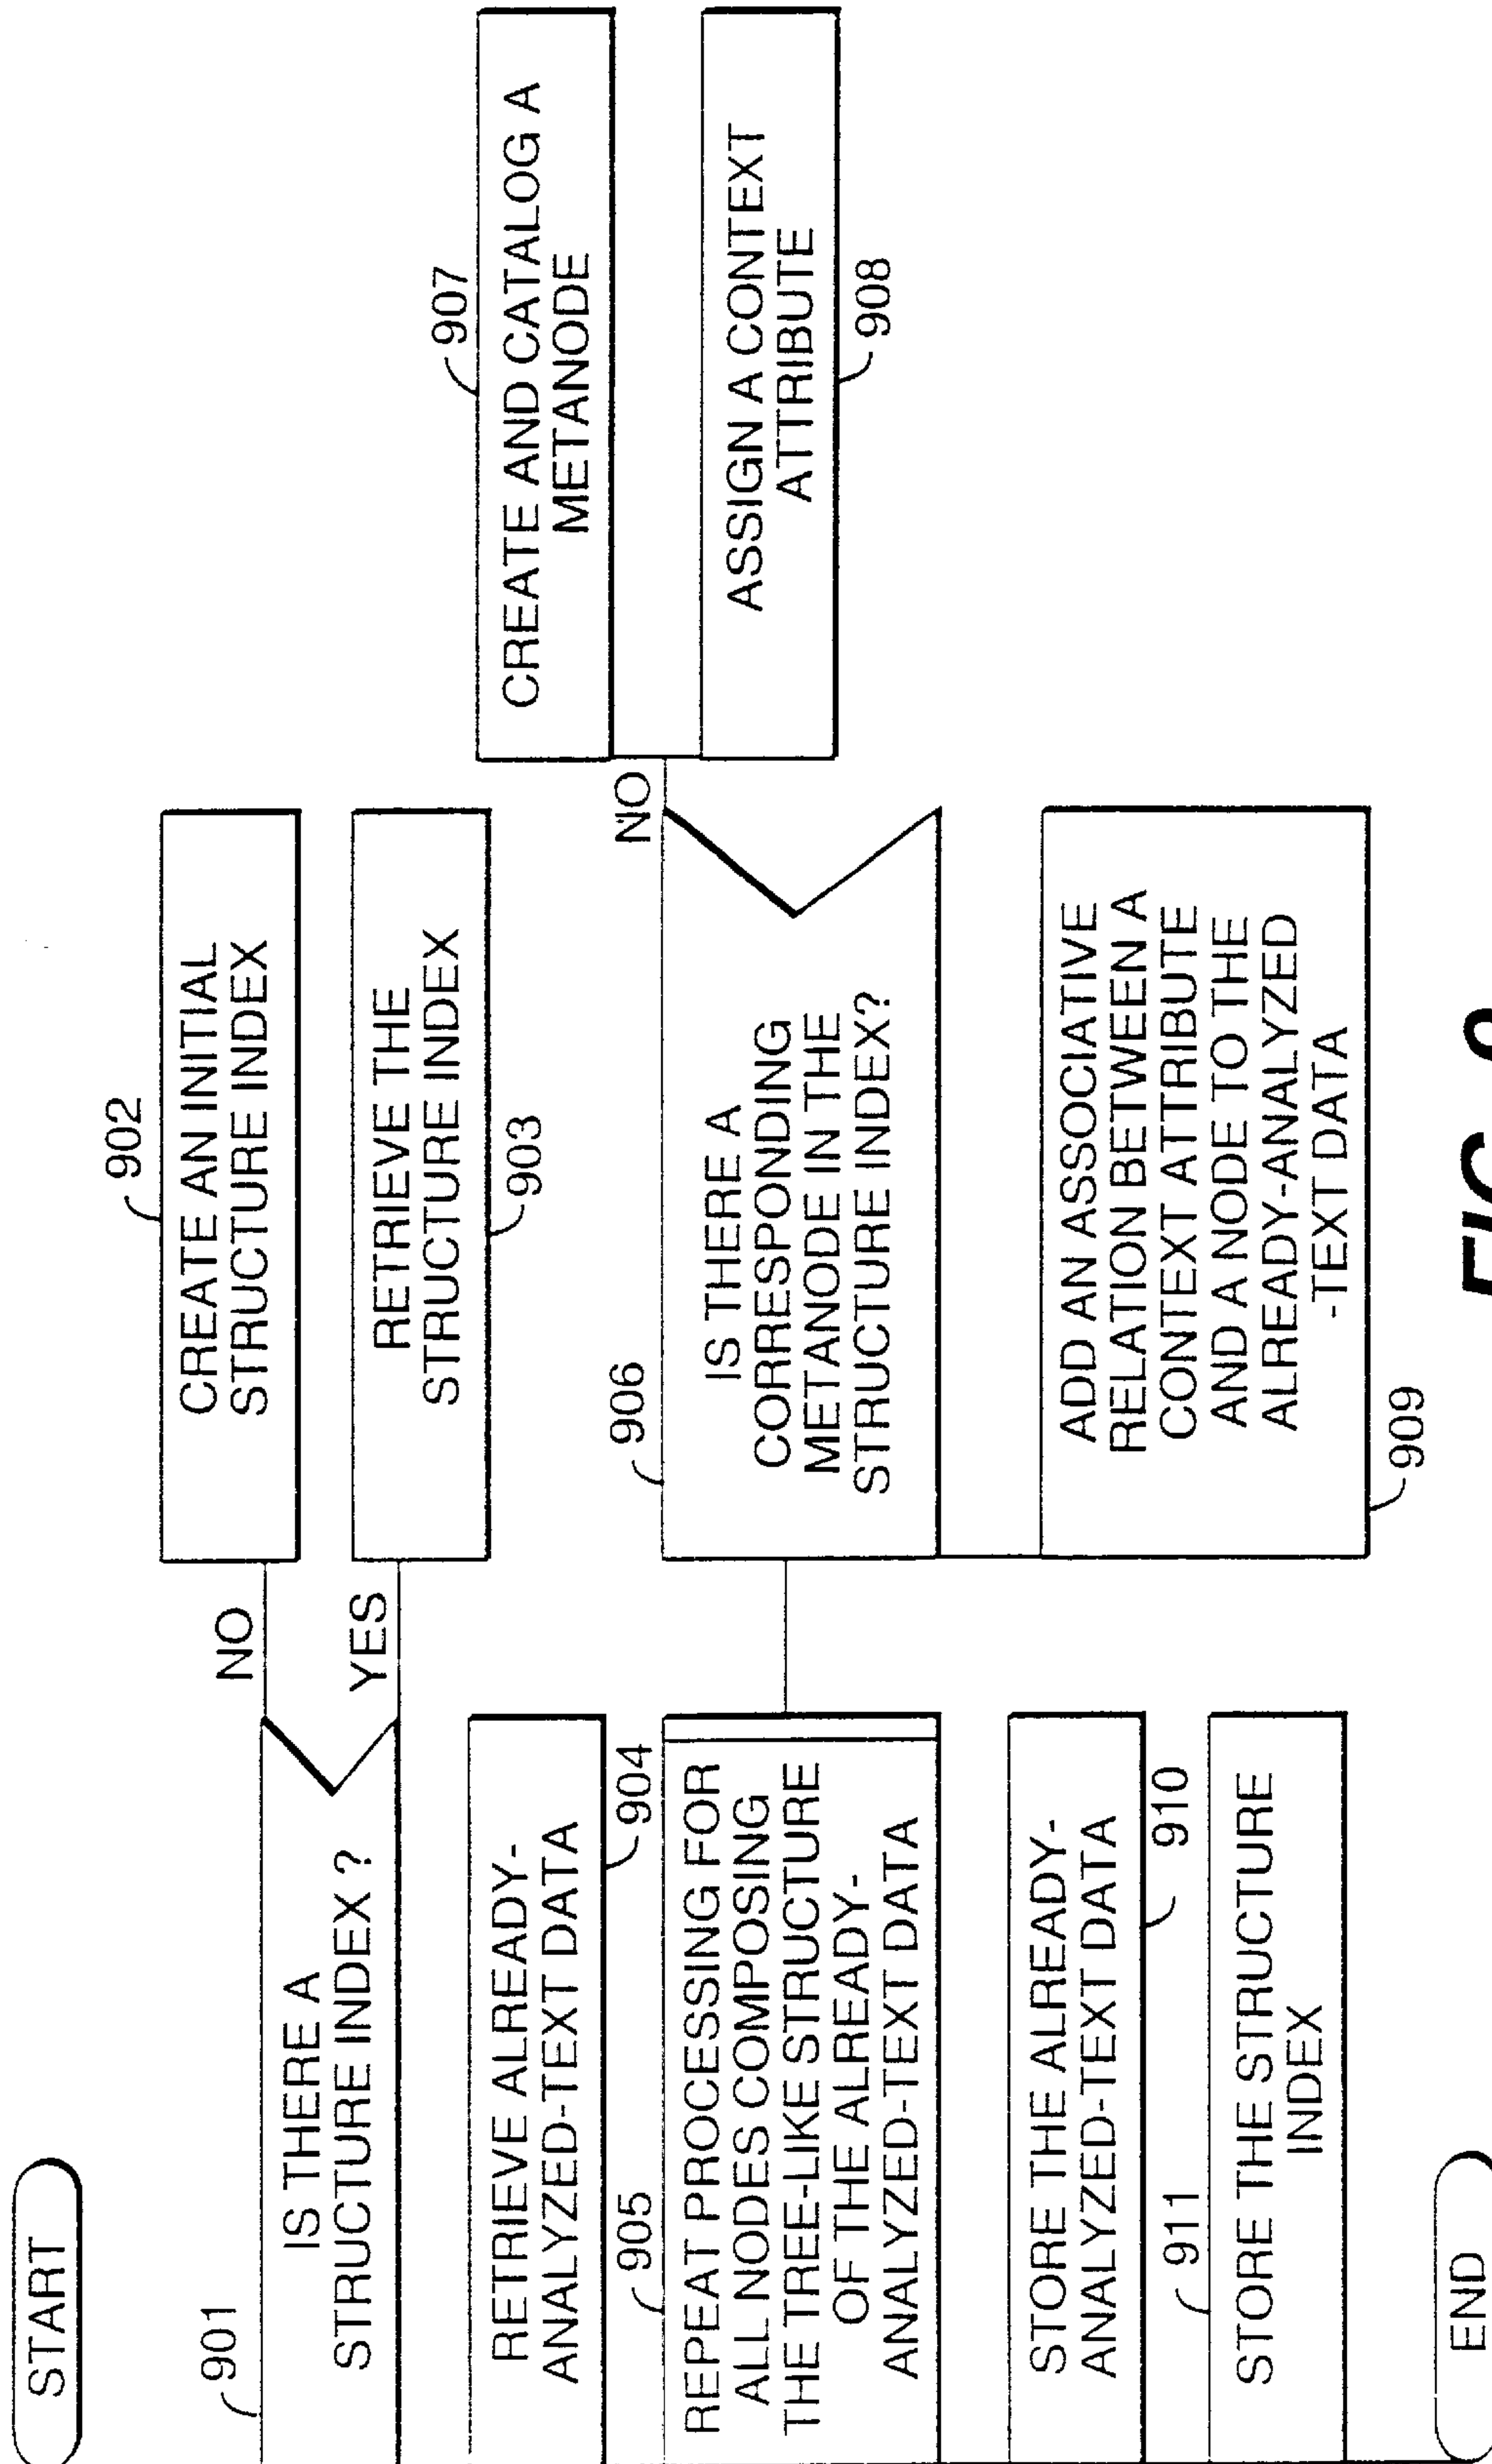 START
901
IS THERE A
STRUCTURE INDEX ?
NO
YES
902
CREATE AN INITIAL
STRUCTURE INDEX
RETRIEVE THE
STRUCTURE INDEX
903
RETRIEVE ALREADY-
ANALYZED-TEXT DATA
904
905
REPEAT PROCESSING FOR
ALL NODES COMPOSING
THE TREE-LIKE STRUCTURE
OF THE ALREADY-
ANALYZED-TEXT DATA
906
IS THERE A
CORRESPONDING
METANODE IN THE
STRUCTURE INDEX?
NO
907
CREATE AND CATALOG A
METANODE
ASSIGN A CONTEXT
ATTRIBUTE
908
ADD AN ASSOCIATIVE
RELATION BETWEEN A
CONTEXT ATTRIBUTE
AND A NODE TO THE
ALREADY-ANALYZED
-TEXT DATA
909
STORE THE ALREADY-
ANALYZED-TEXT DATA
910
911
STORE THE STRUCTURE
INDEX
END
FIG.